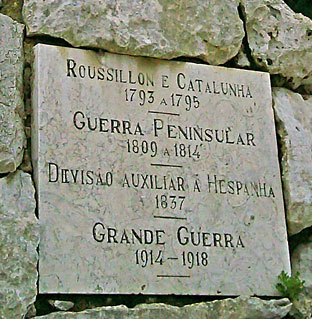 ROUSSILLON E CATALUNHA
1793 A 1795
GUERRA PENINSULAR
1809 A 1814
DEVISÃO AUXILIAR Á HESPANHA
1837
GRANDE GUERRA
1914-1918